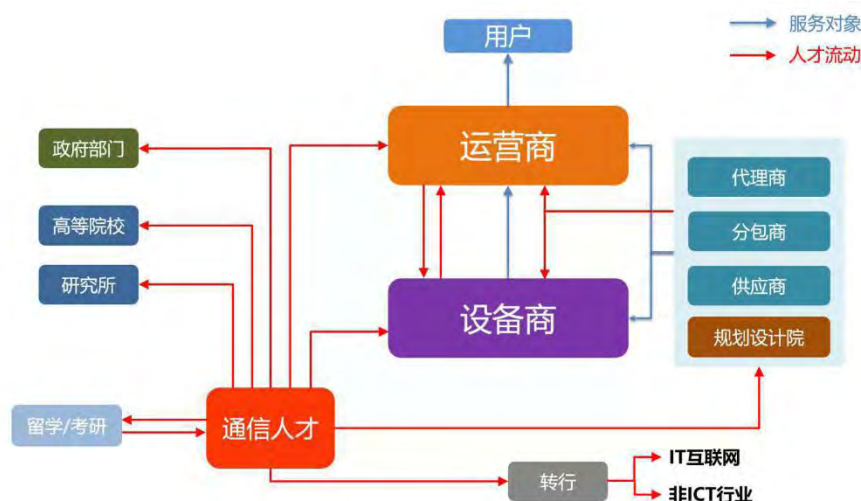 用户
服务对象
人才流动
运营商
政府部门
代理商
高等院校
分包商
研究所
供应商
设备商
规划设计院
留学/考研
通信人才
IT互联网
转行
非ICT行业